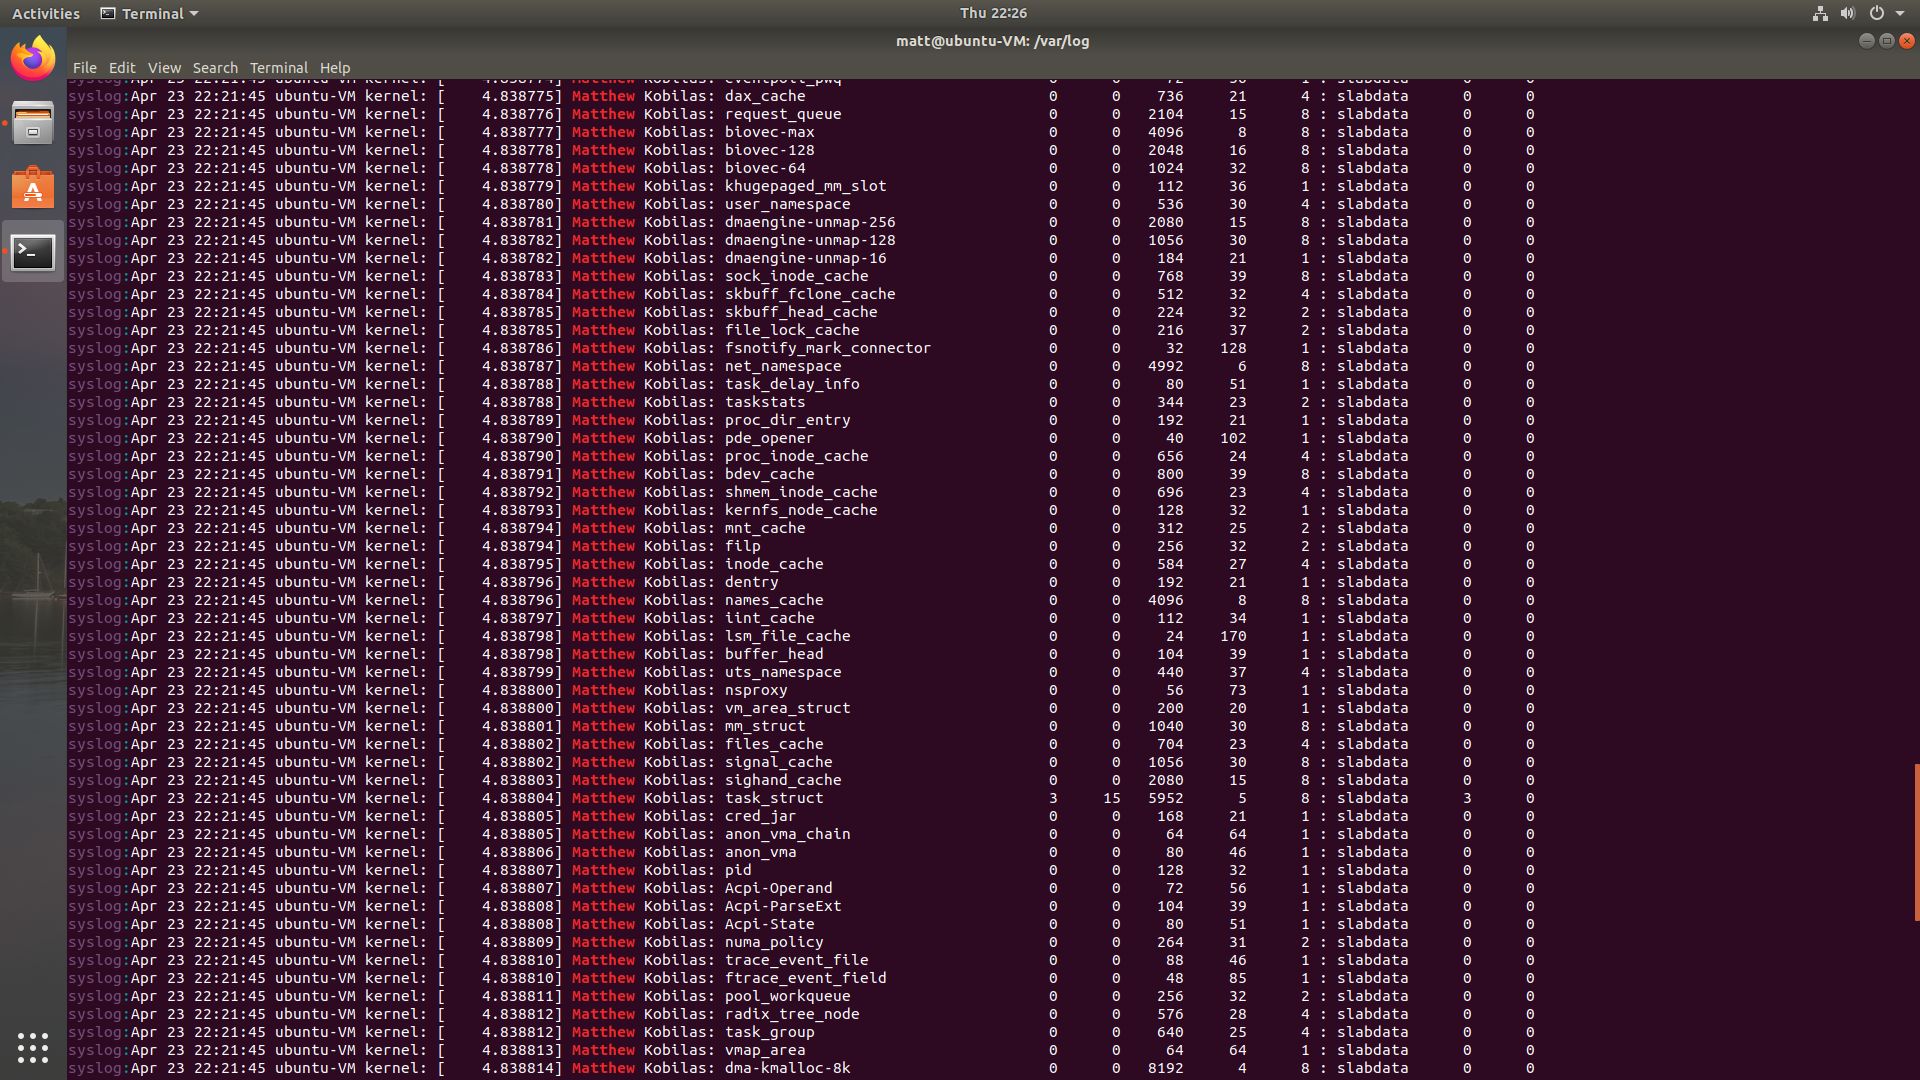 Activities Terminal Thu 22:26
matt@ubuntu-VM: /var/log
File Edit View Search Terminal Help
syslog:Apr 23 22:21:45 ubuntu-VM kernel: [ 4.838774] Matthew Kobilas: eventpoll_pwq 0 0 72 56 1 : slabdata 0 0
syslog:Apr 23 22:21:45 ubuntu-VM kernel: [ 4.838775] Matthew Kobilas: dax_cache 0 0 736 21 4 : slabdata 0 0
syslog:Apr 23 22:21:45 ubuntu-VM kernel: [ 4.838776] Matthew Kobilas: request_queue 0 0 2104 15 8 : slabdata 0 0
syslog:Apr 23 22:21:45 ubuntu-VM kernel: [ 4.838777] Matthew Kobilas: biovec-max 0 0 4096 8 8 : slabdata 0 0
syslog:Apr 23 22:21:45 ubuntu-VM kernel: [ 4.838778] Matthew Kobilas: biovec-128 0 0 2048 16 8 : slabdata 0 0
syslog:Apr 23 22:21:45 ubuntu-VM kernel: [ 4.838778] Matthew Kobilas: biovec-64 0 0 1024 32 8 : slabdata 0 0
syslog:Apr 23 22:21:45 ubuntu-VM kernel: [ 4.838779] Matthew Kobilas: khugepaged_mm_slot 0 0 112 36 1 : slabdata 0 0
syslog:Apr 23 22:21:45 ubuntu-VM kernel: [ 4.838780] Matthew Kobilas: user_namespace 0 0 536 30 4 : slabdata 0 0
syslog:Apr 23 22:21:45 ubuntu-VM kernel: [ 4.838781] Matthew Kobilas: dmaengine-unmap-256 0 0 2080 15 8 : slabdata 0 0
syslog:Apr 23 22:21:45 ubuntu-VM kernel: [ 4.838782] Matthew Kobilas: dmaengine-unmap-128 0 0 1056 30 8 : slabdata 0 0
syslog:Apr 23 22:21:45 ubuntu-VM kernel: [ 4.838782] Matthew Kobilas: dmaengine-unmap-16 0 0 184 21 1 : slabdata 0 0
syslog:Apr 23 22:21:45 ubuntu-VM kernel: [ 4.838783] Matthew Kobilas: sock_inode_cache 0 0 768 39 8 : slabdata 0 0
syslog:Apr 23 22:21:45 ubuntu-VM kernel: [ 4.838784] Matthew Kobilas: skbuff_fclone_cache 0 0 512 32 4 : slabdata 0 0
syslog:Apr 23 22:21:45 ubuntu-VM kernel: [ 4.838785] Matthew Kobilas: skbuff_head_cache 0 0 224 32 2 : slabdata 0 0
syslog:Apr 23 22:21:45 ubuntu-VM kernel: [ 4.838785] Matthew Kobilas: file_lock_cache 0 0 216 37 2 : slabdata 0 0
syslog:Apr 23 22:21:45 ubuntu-VM kernel: [ 4.838786] Matthew Kobilas: fsnotify_mark_connector 0 0 32 128 1 : slabdata 0 0
syslog:Apr 23 22:21:45 ubuntu-VM kernel: [ 4.838787] Matthew Kobilas: net_namespace 0 0 4992 6 8 : slabdata 0 0
syslog:Apr 23 22:21:45 ubuntu-VM kernel: [ 4.838788] Matthew Kobilas: task_delay_info 0 0 80 51 1 : slabdata 0 0
syslog:Apr 23 22:21:45 ubuntu-VM kernel: [ 4.838788] Matthew Kobilas: taskstats 0 0 344 23 2 : slabdata 0 0
syslog:Apr 23 22:21:45 ubuntu-VM kernel: [ 4.838789] Matthew Kobilas: proc_dir_entry 0 0 192 21 1 : slabdata 0 0
syslog:Apr 23 22:21:45 ubuntu-VM kernel: [ 4.838790] Matthew Kobilas: pde_opener 0 0 40 102 1 : slabdata 0 0
syslog:Apr 23 22:21:45 ubuntu-VM kernel: [ 4.838790] Matthew Kobilas: proc_inode_cache 0 0 656 24 4 : slabdata 0 0
syslog:Apr 23 22:21:45 ubuntu-VM kernel: [ 4.838791] Matthew Kobilas: bdev_cache 0 0 800 39 8 : slabdata 0 0
syslog:Apr 23 22:21:45 ubuntu-VM kernel: [ 4.838792] Matthew Kobilas: shmem_inode_cache 0 0 696 23 4 : slabdata 0 0
syslog:Apr 23 22:21:45 ubuntu-VM kernel: [ 4.838793] Matthew Kobilas: kernfs_node_cache 0 0 128 32 1 : slabdata 0 0
syslog:Apr 23 22:21:45 ubuntu-VM kernel: [ 4.838794] Matthew Kobilas: mnt_cache 0 0 312 25 2 : slabdata 0 0
syslog:Apr 23 22:21:45 ubuntu-VM kernel: [ 4.838794] Matthew Kobilas: filp 0 0 256 32 2 : slabdata 0 0
syslog:Apr 23 22:21:45 ubuntu-VM kernel: [ 4.838795] Matthew Kobilas: inode_cache 0 0 584 27 4 : slabdata 0 0
syslog:Apr 23 22:21:45 ubuntu-VM kernel: [ 4.838796] Matthew Kobilas: dentry 0 0 192 21 1 : slabdata 0 0
syslog:Apr 23 22:21:45 ubuntu-VM kernel: [ 4.838796] Matthew Kobilas: names_cache 0 0 4096 8 8 : slabdata 0 0
syslog:Apr 23 22:21:45 ubuntu-VM kernel: [ 4.838797] Matthew Kobilas: iint_cache 0 0 112 34 1 : slabdata 0 0
syslog:Apr 23 22:21:45 ubuntu-VM kernel: [ 4.838798] Matthew Kobilas: lsm_file_cache 0 0 24 170 1 : slabdata 0 0
syslog:Apr 23 22:21:45 ubuntu-VM kernel: [ 4.838798] Matthew Kobilas: buffer_head 0 0 104 39 1 : slabdata 0 0
syslog:Apr 23 22:21:45 ubuntu-VM kernel: [ 4.838799] Matthew Kobilas: uts_namespace 0 0 440 37 4 : slabdata 0 0
syslog:Apr 23 22:21:45 ubuntu-VM kernel: [ 4.838800] Matthew Kobilas: nsproxy 0 0 56 73 1 : slabdata 0 0
syslog:Apr 23 22:21:45 ubuntu-VM kernel: [ 4.838800] Matthew Kobilas: vm_area_struct 0 0 200 20 1 : slabdata 0 0
syslog:Apr 23 22:21:45 ubuntu-VM kernel: [ 4.838801] Matthew Kobilas: mm_struct 0 0 1040 30 8 : slabdata 0 0
syslog:Apr 23 22:21:45 ubuntu-VM kernel: [ 4.838802] Matthew Kobilas: files_cache 0 0 704 23 4 : slabdata 0 0
syslog:Apr 23 22:21:45 ubuntu-VM kernel: [ 4.838802] Matthew Kobilas: signal_cache 0 0 1056 30 8 : slabdata 0 0
syslog:Apr 23 22:21:45 ubuntu-VM kernel: [ 4.838803] Matthew Kobilas: sighand_cache 0 0 2080 15 8 : slabdata 0 0
syslog:Apr 23 22:21:45 ubuntu-VM kernel: [ 4.838804] Matthew Kobilas: task_struct 3 15 5952 5 8 : slabdata 3 0
syslog:Apr 23 22:21:45 ubuntu-VM kernel: [ 4.838805] Matthew Kobilas: cred_jar 0 0 168 21 1 : slabdata 0 0
syslog:Apr 23 22:21:45 ubuntu-VM kernel: [ 4.838805] Matthew Kobilas: anon_vma_chain 0 0 64 64 1 : slabdata 0 0
syslog:Apr 23 22:21:45 ubuntu-VM kernel: [ 4.838806] Matthew Kobilas: anon_vma 0 0 80 46 1 : slabdata 0 0
syslog:Apr 23 22:21:45 ubuntu-VM kernel: [ 4.838807] Matthew Kobilas: pid 0 0 128 32 1 : slabdata 0 0
syslog:Apr 23 22:21:45 ubuntu-VM kernel: [ 4.838807] Matthew Kobilas: Acpi-Operand 0 0 72 56 1 : slabdata 0 0
syslog:Apr 23 22:21:45 ubuntu-VM kernel: [ 4.838808] Matthew Kobilas: Acpi-ParseExt 0 0 104 39 1 : slabdata 0 0
syslog:Apr 23 22:21:45 ubuntu-VM kernel: [ 4.838808] Matthew Kobilas: Acpi-State 0 0 80 51 1 : slabdata 0 0
syslog:Apr 23 22:21:45 ubuntu-VM kernel: [ 4.838809] Matthew Kobilas: numa_policy 0 0 264 31 2 : slabdata 0 0
syslog:Apr 23 22:21:45 ubuntu-VM kernel: [ 4.838810] Matthew Kobilas: trace_event_file 0 0 88 46 1 : slabdata 0 0
syslog:Apr 23 22:21:45 ubuntu-VM kernel: [ 4.838810] Matthew Kobilas: ftrace_event_field 0 0 48 85 1 : slabdata 0 0
syslog:Apr 23 22:21:45 ubuntu-VM kernel: [ 4.838811] Matthew Kobilas: pool_workqueue 0 0 256 32 2 : slabdata 0 0
syslog:Apr 23 22:21:45 ubuntu-VM kernel: [ 4.838812] Matthew Kobilas: radix_tree_node 0 0 576 28 4 : slabdata 0 0
syslog:Apr 23 22:21:45 ubuntu-VM kernel: [ 4.838812] Matthew Kobilas: task_group 0 0 640 25 4 : slabdata 0 0
syslog:Apr 23 22:21:45 ubuntu-VM kernel: [ 4.838813] Matthew Kobilas: vmap_area 0 0 64 64 1 : slabdata 0 0
syslog:Apr 23 22:21:45 ubuntu-VM kernel: [ 4.838814] Matthew Kobilas: dma-kmalloc-8k 0 0 8192 4 8 : slabdata 0 0